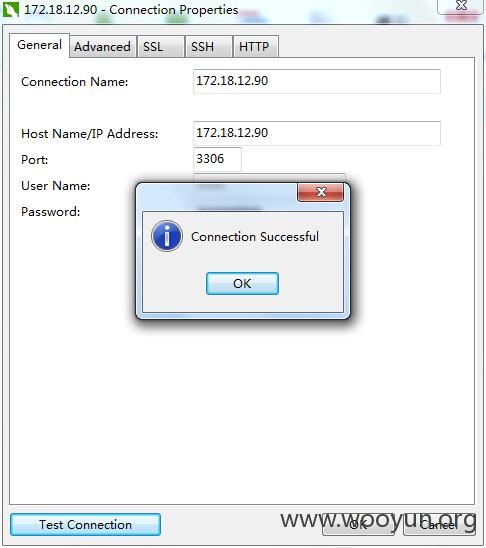 172.18.12.90 - Connection Properties
General Advanced SSL SSH HTTP
Connection Name: 172.18.12.90
Host Name/IP Address: 172.18.12.90
Port: 3306
User Name:
Password:
Connection Successful
OK
Test Connection OK Cancel
www.wooyun.org